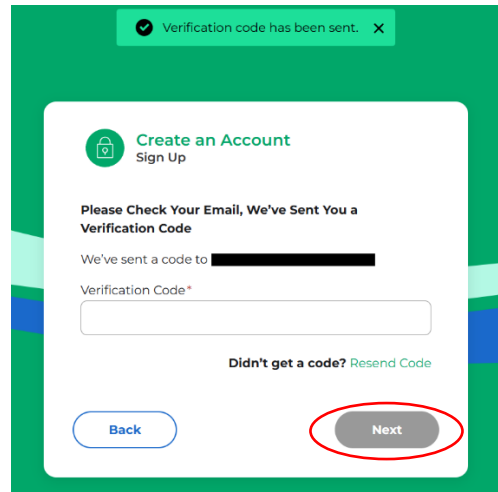 Verification code has been sent.
Create an Account
Sign Up
Please Check Your Email, We've Sent You a
Verification Code
We've sent a code to
Verification Code*
Didn't get a code? Resend Code
Back
Next